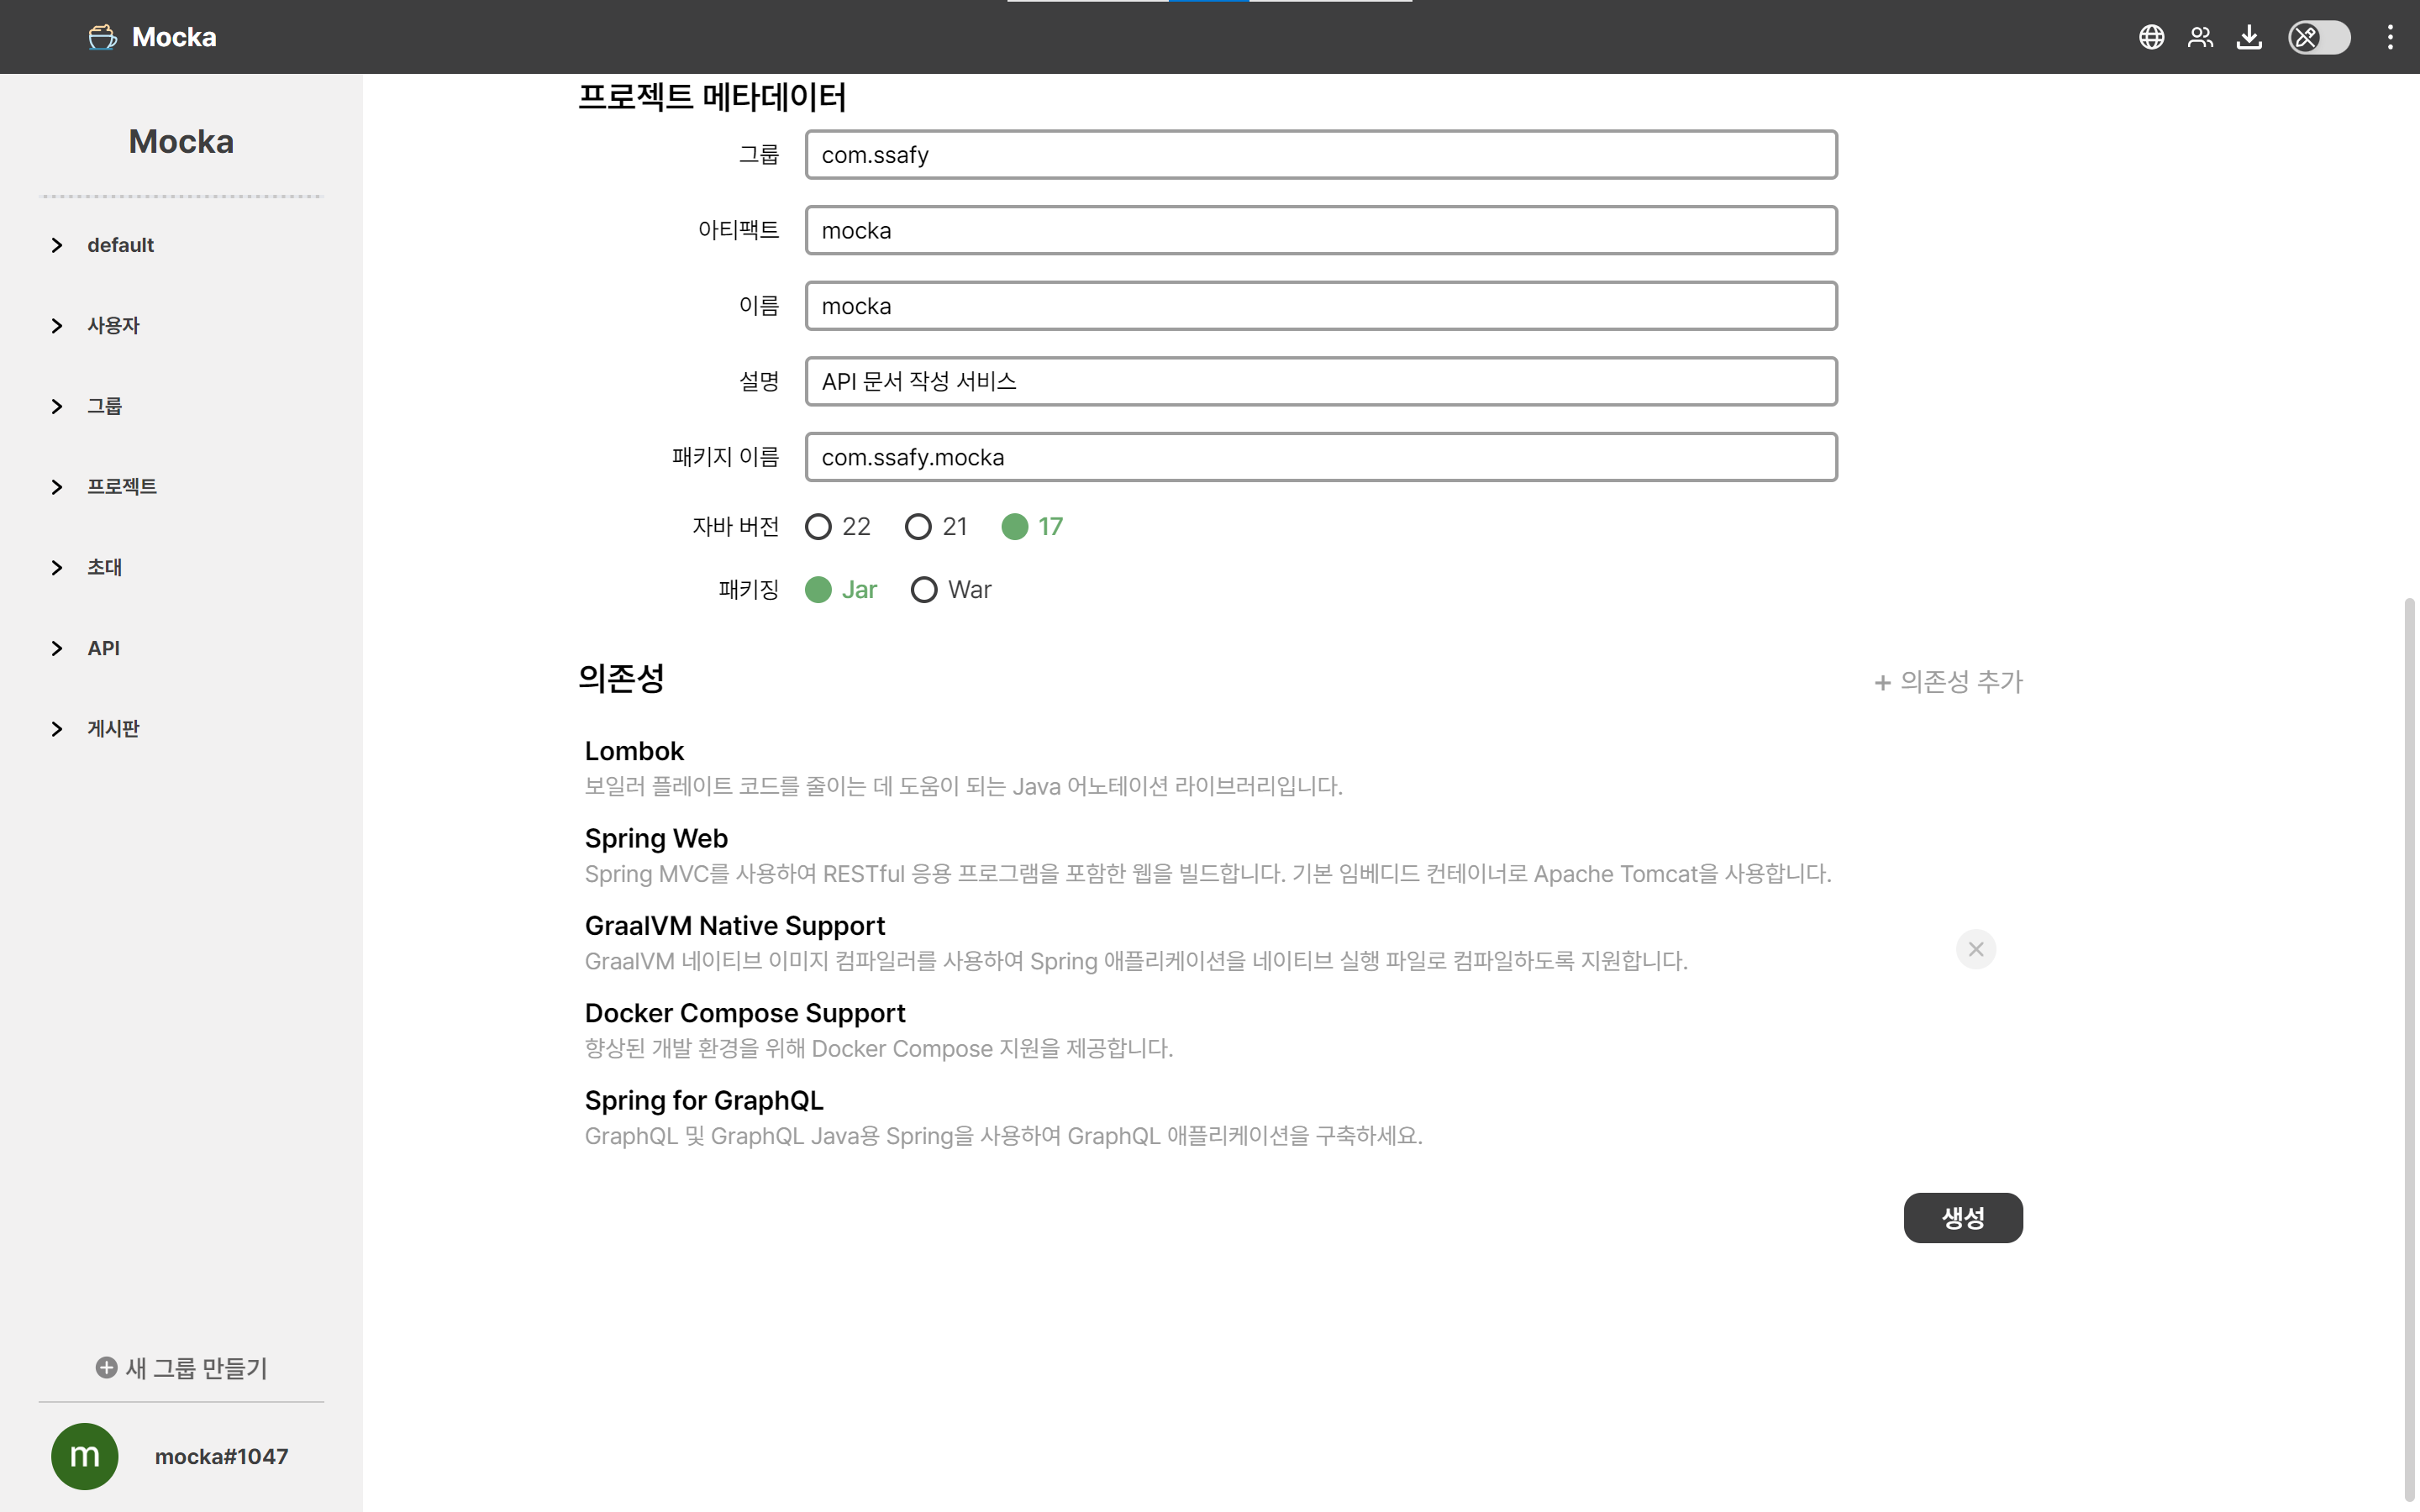 Mocka
Mocka
default
사용자
그룹
프로젝트
초대
API
게시판
새 그룹 만들기
m
mocka#1047
프로젝트 메타데이터
그룹 com.ssafy
아티팩트 mocka
이름 mocka
설명 API 문서 작성 서비스
패키지 이름 com.ssafy.mocka
자바 버전 22 21 17
패키징 Jar War
의존성 + 의존성 추가
Lombok
보일러 플레이트 코드를 줄이는 데 도움이 되는 Java 어노테이션 라이브러리입니다.
Spring Web
Spring MVC를 사용하여 RESTful 응용 프로그램을 포함한 웹을 빌드합니다. 기본 임베디드 컨테이너로 Apache Tomcat을 사용합니다.
GraalVM Native Support
GraalVM 네이티브 이미지 컴파일러를 사용하여 Spring 애플리케이션을 네이티브 실행 파일로 컴파일하도록 지원합니다.
Docker Compose Support
향상된 개발 환경을 위해 Docker Compose 지원을 제공합니다.
Spring for GraphQL
GraphQL 및 GraphQL Java용 Spring을 사용하여 GraphQL 애플리케이션을 구축하세요.
생성